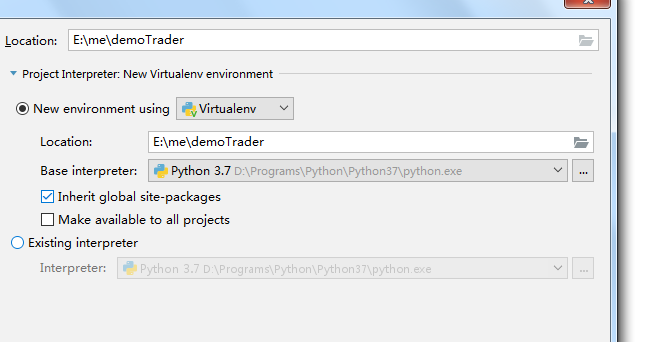 Location: E:\me\demoTrader
Project Interpreter: New Virtualenv environment
New environment using Virtualenv
Location: E:\me\demoTrader
Base interpreter: Python 3.7 D:\Programs\Python\Python37\python.exe ...
Inherit global site-packages
Make available to all projects
Existing interpreter
Interpreter: Python 3.7 D:\Programs\Python\Python37\python.exe ...